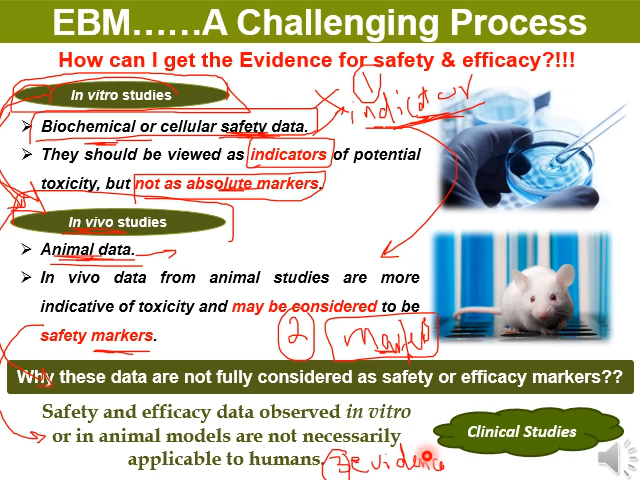 EBM......A Challenging Process
How can I get the Evidence for safety & efficacy?!!!
In vitro studies
① indicator
➢ Biochemical or cellular safety data.
➢ They should be viewed as indicators of potential
toxicity, but not as absolute markers.
In vivo studies
➢ Animal data.
➢ In vivo data from animal studies are more
indicative of toxicity and may be considered to be
safety markers.
②
Why these data are not fully considered as safety or efficacy markers??
Safety and efficacy data observed in vitro
or in animal models are not necessarily
applicable to humans.
evidence
Clinical Studies